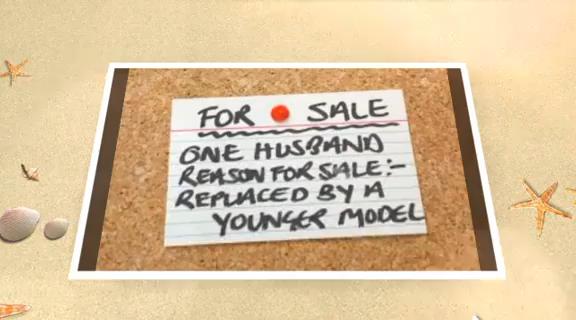 FOR SALE
ONE HUSBAND
REASON FOR SALE:-
REPLACED BY A
YOUNGER MODEL